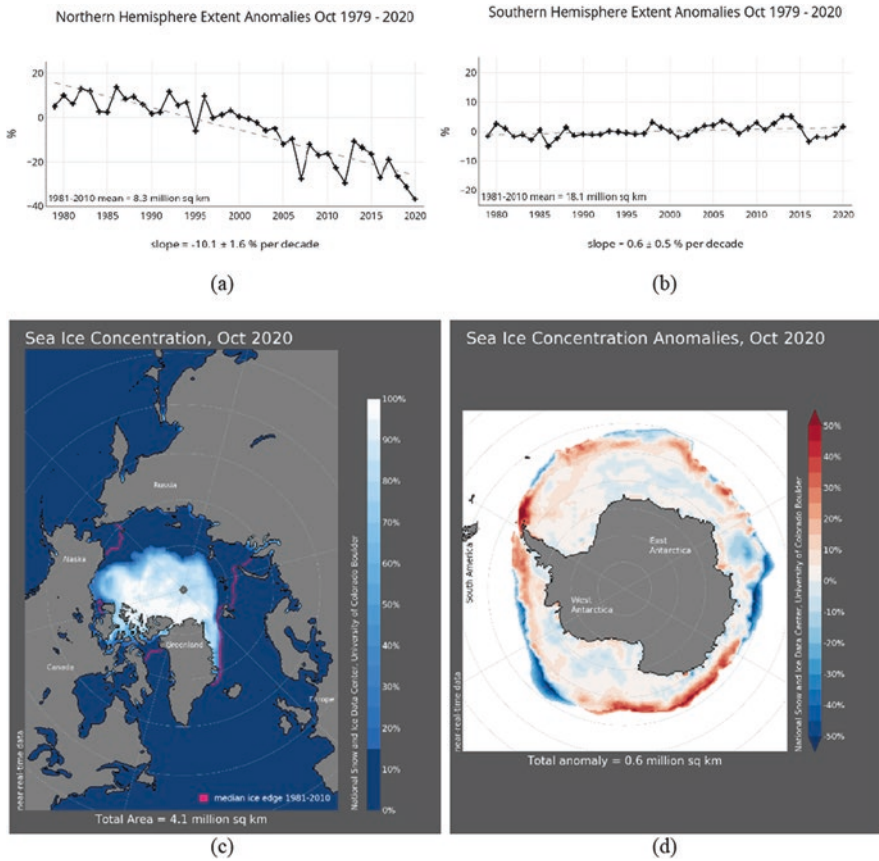 Northern Hemisphere Extent Anomalies Oct 1979 - 2020
20
0
-20
-40
%
1981-2010 mean = 8.3 million sq km
1980 1985 1990 1995 2000 2005 2010 2015 2020
slope = -10.1 ± 1.6 % per decade
(a)
Southern Hemisphere Extent Anomalies Oct 1979 - 2020
20
10
0
-10
-20
%
1981-2010 mean = 18.1 million sq km
1980 1985 1990 1995 2000 2005 2010 2015 2020
slope = 0.6 ± 0.5 % per decade
(b)
Sea Ice Concentration, Oct 2020
Russia
Alaska
Canada
Greenland
Europe
100%
90%
80%
70%
60%
50%
40%
30%
20%
10%
0%
National Snow and Ice Data Center, University of Colorado Boulder
near real-time data
median ice edge 1981-2010
Total Area = 4.1 million sq km
(c)
Sea Ice Concentration Anomalies, Oct 2020
South America
East
Antarctica
West
Antarctica
50%
40%
30%
20%
10%
0%
-10%
-20%
-30%
-40%
-50%
National Snow and Ice Data Center, University of Colorado Boulder
near real-time data
Total anomaly = 0.6 million sq km
(d)